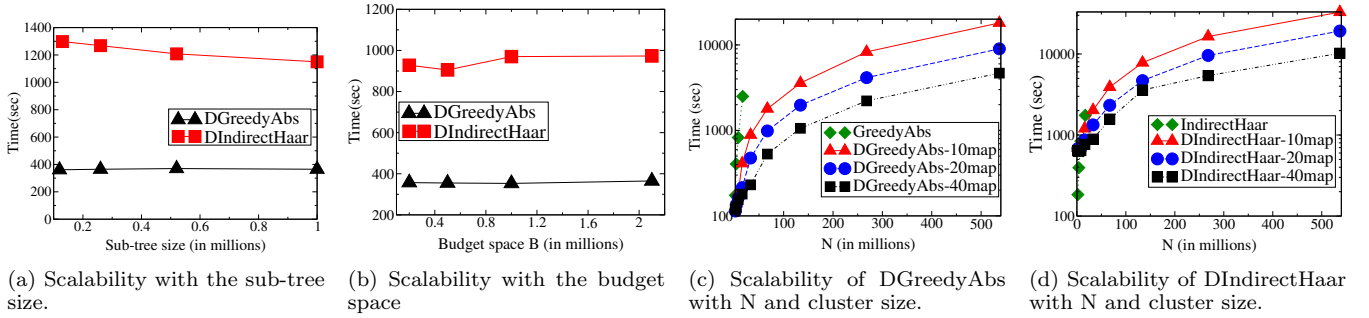 1400
1200
1000
800
600
400
200
0
Time(sec)
DGreedyAbs
DIndirectHaar
0.2
0.4
0.6
0.8
1
Sub-tree size (in millions)
(a) Scalability with the sub-tree
size.
1200
1000
800
600
400
200
Time(sec)
DGreedyAbs
DIndirectHaar
0.4
0.8
1.2
1.6
2
Budget space B (in millions)
(b) Scalability with the budget
space
10000
1000
100
Time (sec)
GreedyAbs
DGreedyAbs-10map
DGreedyAbs-20map
DGreedyAbs-40map
100
200
300
400
500
N (in millions)
(c) Scalability of DGreedyAbs
with N and cluster size.
10000
1000
100
Time (sec)
IndirectHaar
DIndirectHaar-10map
DIndirectHaar-20map
DIndirectHaar-40map
0
100
200
300
400
500
N (in millions)
(d) Scalability of DIndirectHaar
with N and cluster size.